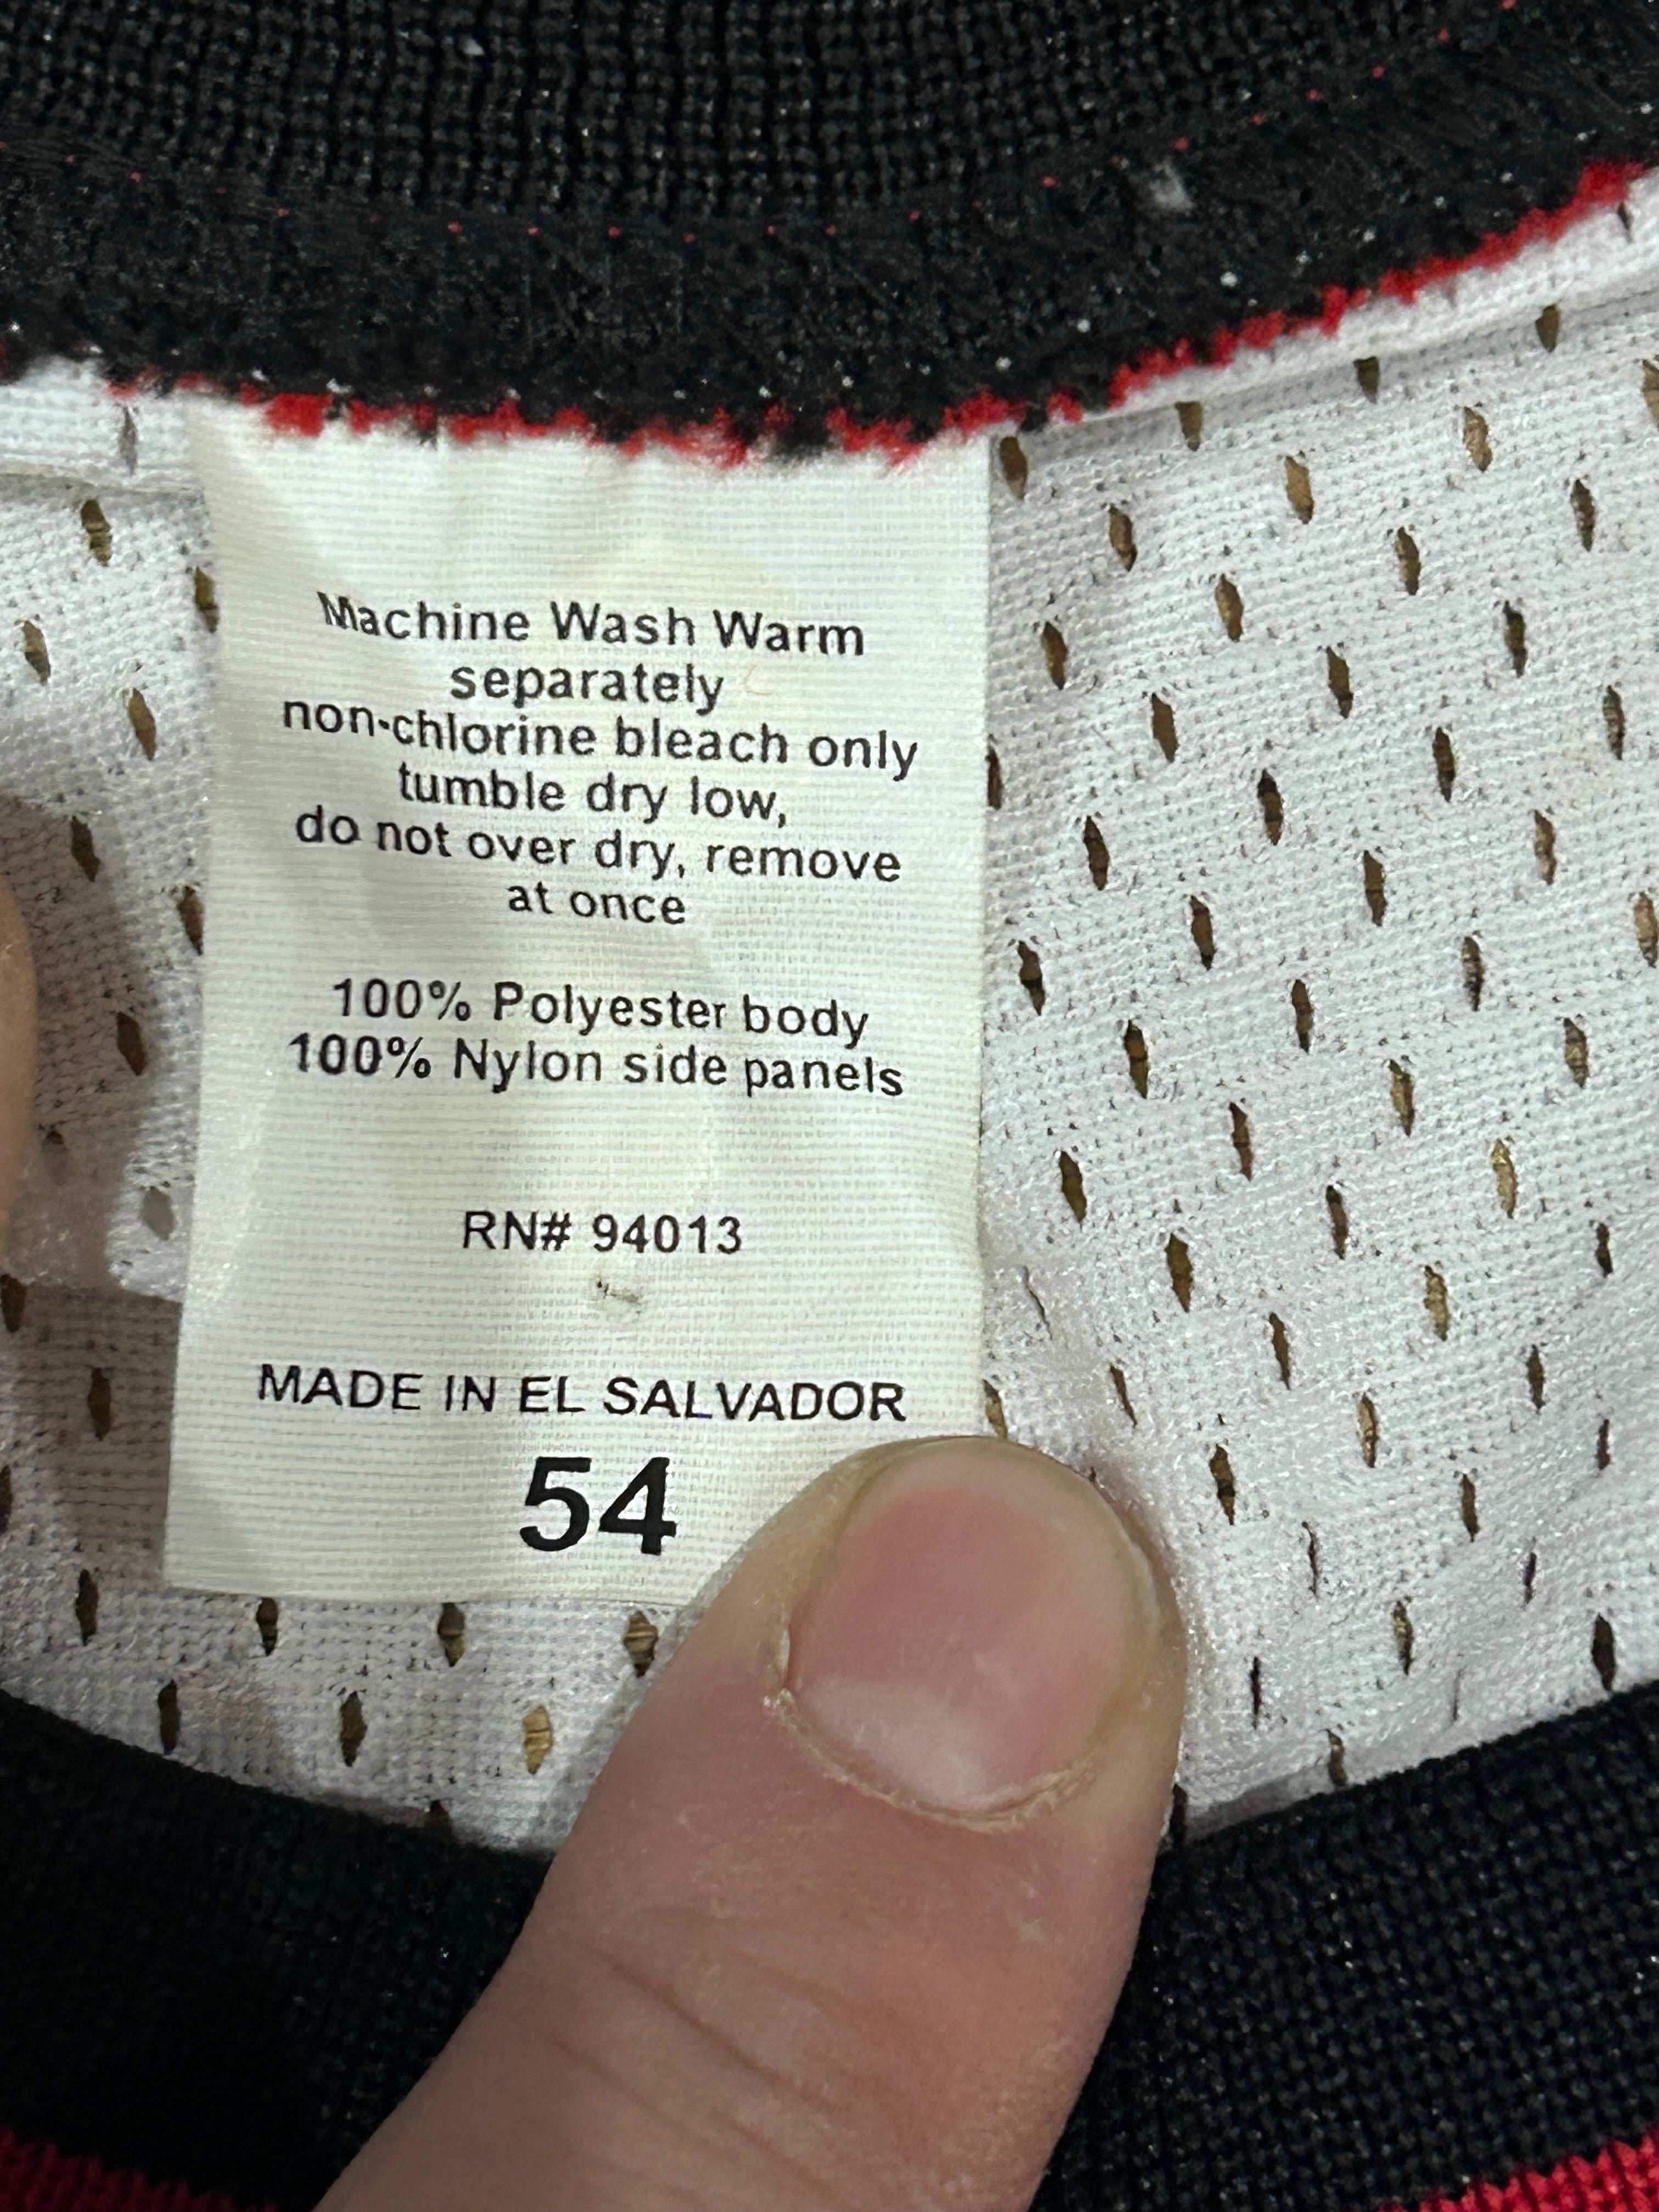 Machine Wash Warm
separately
non-chlorine bleach only
tumble dry low,
do not over dry, remove
at once
100% Polyester body
100% Nylon side panels
RN# 94013
MADE IN EL SALVADOR
54